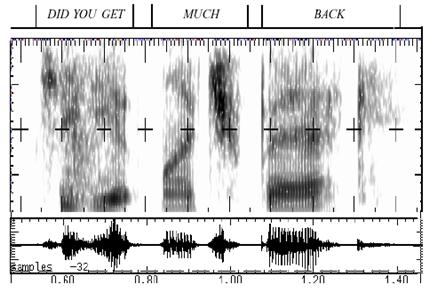 DID YOU GET MUCH BACK
samples -32
0.60 0.80 1.00 1.20 1.40